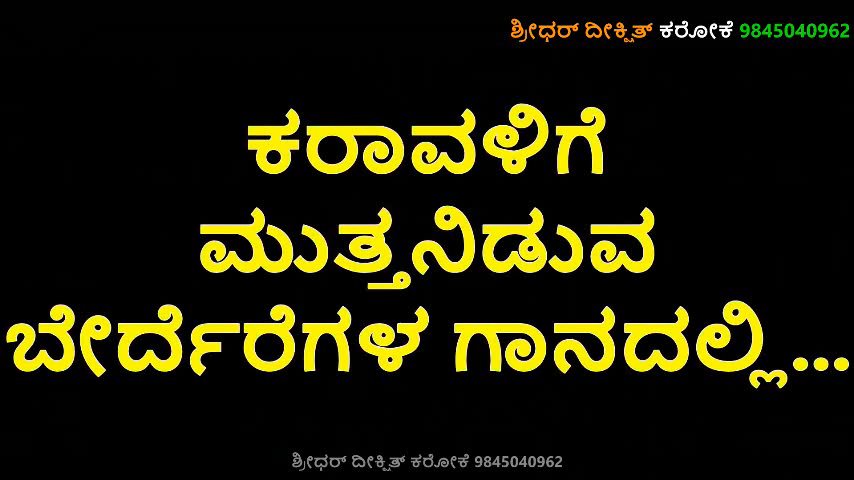 ಶ್ರೀಧರ್ ದೀಕ್ಷಿತ್ ಕರೋಕೆ 9845040962
ಕರಾವಳಿಗೆ
ಮುತ್ತನಿಡುವ
ಬೇರ್ದೆರೆಗಳ ಗಾನದಲ್ಲಿ...
ಶ್ರೀಧರ್ ದೀಕ್ಷಿತ್ ಕರೋಕೆ 9845040962